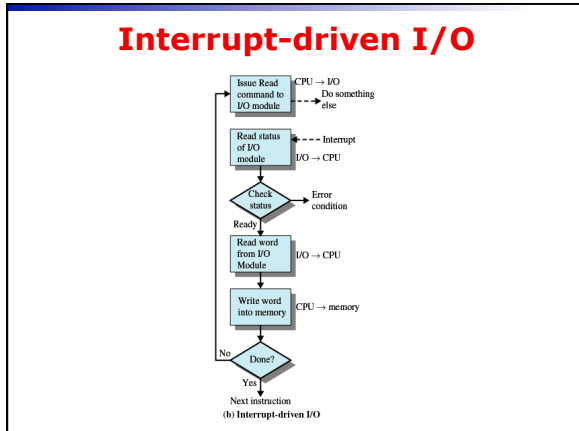 Interrupt-driven I/O
Issue Read
command to
I/O module
CPU → I/O
Do something
else
Read status
of I/O
module
Interrupt
I/O → CPU
Check
status
Error
condition
Ready
Read word
from I/O
Module
I/O → CPU
Write word
into memory
CPU → memory
No
Done?
Yes
Next instruction
(b) Interrupt-driven I/O